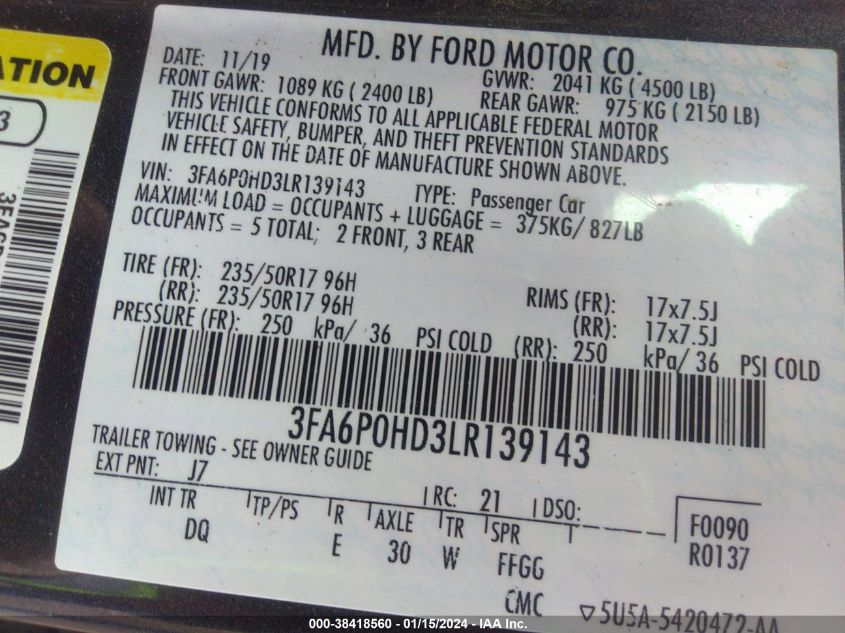 ATION
3
MFD. BY FORD MOTOR CO.
DATE: 11/19 GVWR: 2041 KG ( 4500 LB)
FRONT GAWR: 1089 KG ( 2400 LB) REAR GAWR: 975 KG ( 2150 LB)
THIS VEHICLE CONFORMS TO ALL APPLICABLE FEDERAL MOTOR
VEHICLE SAFETY, BUMPER, AND THEFT PREVENTION STANDARDS
IN EFFECT ON THE DATE OF MANUFACTURE SHOWN ABOVE.
VIN: 3FA6P0HD3LR139143 TYPE: Passenger Car
MAXIMUM LOAD = OCCUPANTS + LUGGAGE = 375KG/ 827LB
OCCUPANTS = 5 TOTAL; 2 FRONT, 3 REAR
TIRE (FR): 235/50R17 96H RIMS (FR): 17x7.5J
(RR): 235/50R17 96H (RR): 17x7.5J
PRESSURE (FR): 250 kPa/ 36 PSI COLD (RR): 250 kPa/ 36 PSI COLD
3FA6P0HD3LR139143
TRAILER TOWING - SEE OWNER GUIDE
EXT PNT: J7 RC: 21 DSO:
INT TR TP/PS R AXLE TR SPR F0090
DQ E 30 W FFGG R0137
CMC 5U5A-5420472-AA
000-38418560 - 01/15/2024 - IAA Inc.